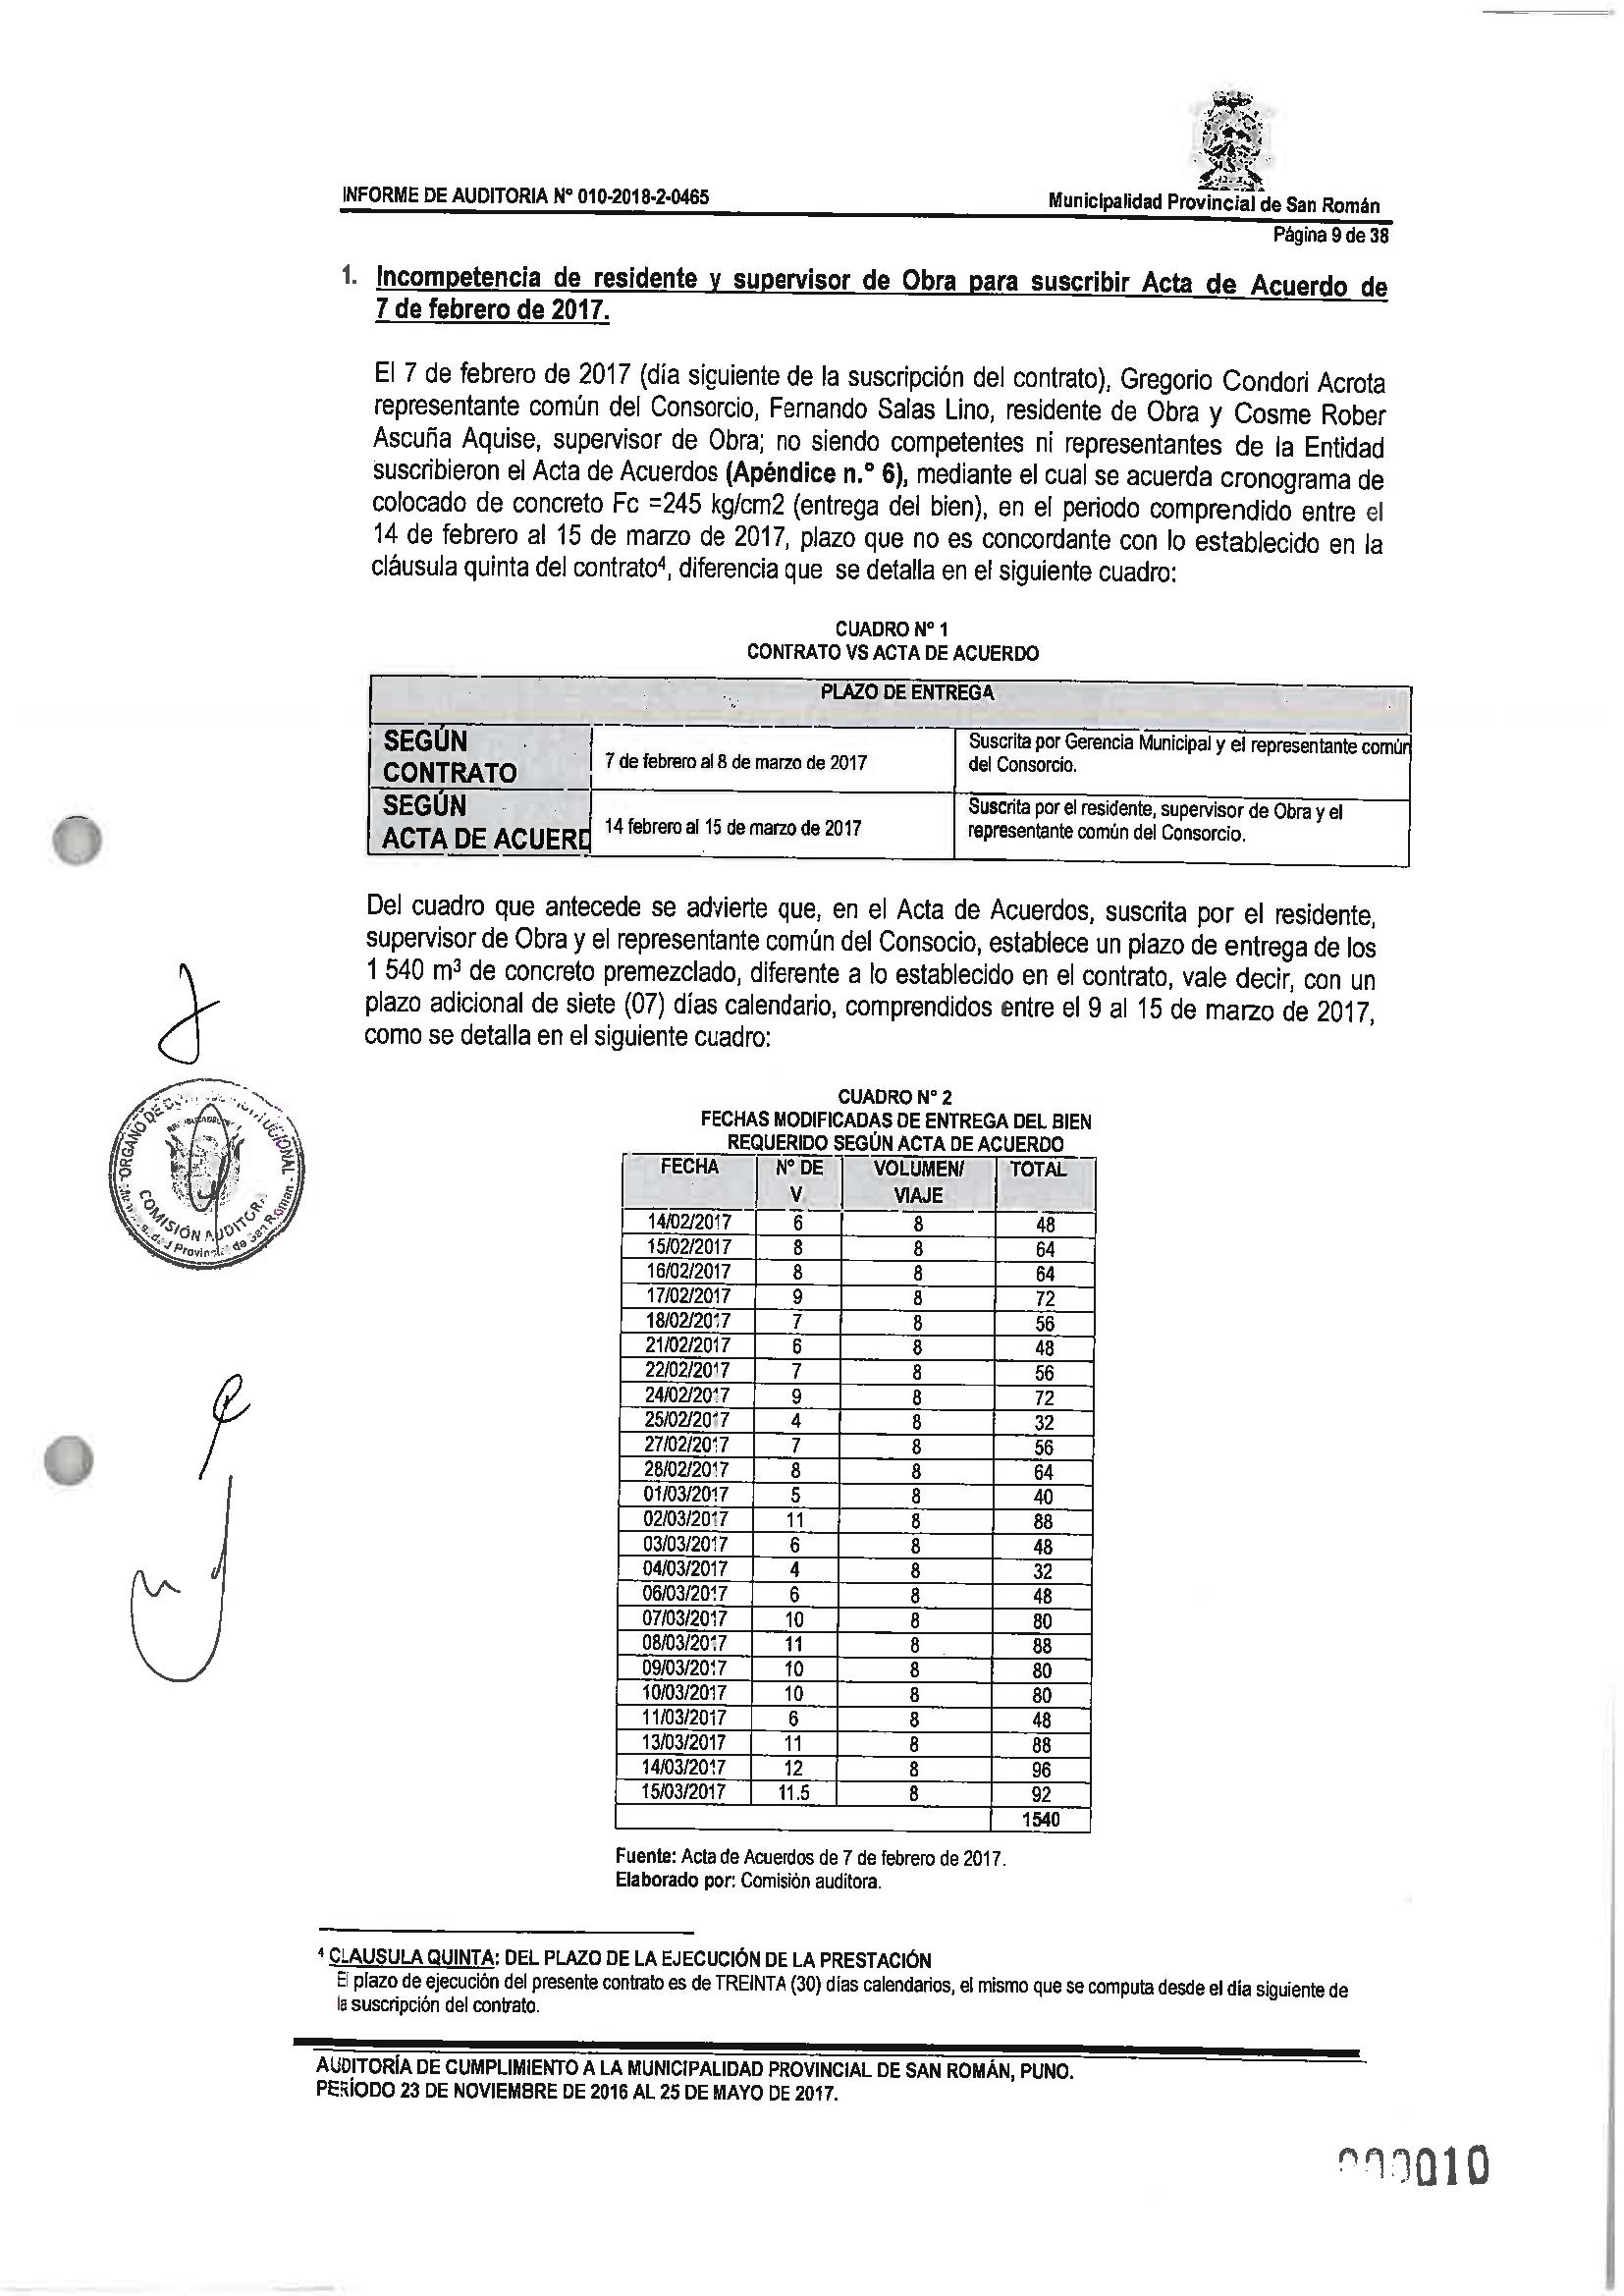 INFORME DE AUDITORIA Nº 010-2018-2-0465
Municipalidad Provincial de San Román
Página 9 de 38
1. Incompetencia de residente y supervisor de Obra para suscribir Acta de Acuerdo de
7 de febrero de 2017.
El 7 de febrero de 2017 (día siguiente de la suscripción del contrato), Gregorio Condori Acrota
representante común del Consorcio, Fernando Salas Lino, residente de Obra y Cosme Rober
Ascuña Aquise, supervisor de Obra; no siendo competentes ni representantes de la Entidad
suscribieron el Acta de Acuerdos (Apéndice n.º 6), mediante el cual se acuerda cronograma de
colocado de concreto Fc =245 kg/cm2 (entrega del bien), en el periodo comprendido entre el
14 de febrero al 15 de marzo de 2017, plazo que no es concordante con lo establecido en la
cláusula quinta del contrato⁴, diferencia que se detalla en el siguiente cuadro:
CUADRO Nº 1
CONTRATO VS ACTA DE ACUERDO
PLAZO DE ENTREGA
SEGÚN
CONTRATO
7 de febrero al 8 de marzo de 2017
Suscrita por Gerencia Municipal y el representante común
del Consorcio.
SEGÚN
ACTA DE ACUERD
14 febrero al 15 de marzo de 2017
Suscrita por el residente, supervisor de Obra y el
representante común del Consorcio.
Del cuadro que antecede se advierte que, en el Acta de Acuerdos, suscrita por el residente,
supervisor de Obra y el representante común del Consocio, establece un plazo de entrega de los
1 540 m³ de concreto premezclado, diferente a lo establecido en el contrato, vale decir, con un
plazo adicional de siete (07) días calendario, comprendidos entre el 9 al 15 de marzo de 2017,
como se detalla en el siguiente cuadro:
CUADRO Nº 2
FECHAS MODIFICADAS DE ENTREGA DEL BIEN
REQUERIDO SEGÚN ACTA DE ACUERDO
FECHA Nº DE VOLUMEN/ TOTAL
V VIAJE
14/02/2017 6 8 48
15/02/2017 8 8 64
16/02/2017 8 8 64
17/02/2017 9 8 72
18/02/2017 7 8 56
21/02/2017 6 8 48
22/02/2017 7 8 56
24/02/2017 9 8 72
25/02/2017 4 8 32
27/02/2017 7 8 56
28/02/2017 8 8 64
01/03/2017 5 8 40
02/03/2017 11 8 88
03/03/2017 6 8 48
04/03/2017 4 8 32
06/03/2017 6 8 48
07/03/2017 10 8 80
08/03/2017 11 8 88
09/03/2017 10 8 80
10/03/2017 10 8 80
11/03/2017 6 8 48
13/03/2017 11 8 88
14/03/2017 12 8 96
15/03/2017 11.5 8 92
1540
Fuente: Acta de Acuerdos de 7 de febrero de 2017.
Elaborado por: Comisión auditora.
ORGANO DE
COMISIÓN AUDITORA
de San Roman
⁴ CLAUSULA QUINTA: DEL PLAZO DE LA EJECUCIÓN DE LA PRESTACIÓN
El plazo de ejecución del presente contrato es de TREINTA (30) días calendarios, el mismo que se computa desde el día siguiente de
la suscripción del contrato.
AUDITORÍA DE CUMPLIMIENTO A LA MUNICIPALIDAD PROVINCIAL DE SAN ROMÁN, PUNO.
PERÍODO 23 DE NOVIEMBRE DE 2016 AL 25 DE MAYO DE 2017.
000010